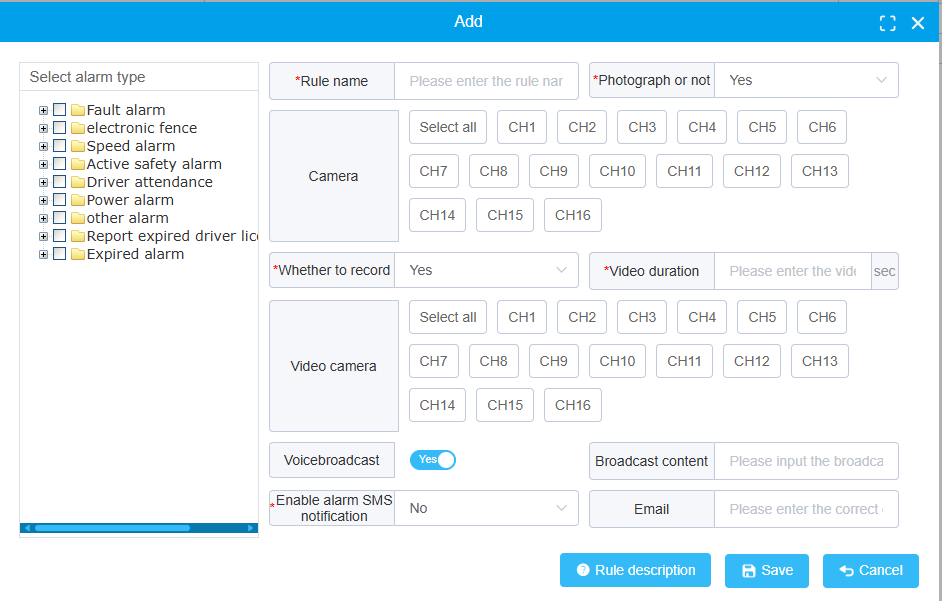 Add
Select alarm type
Fault alarm
electronic fence
Speed alarm
Active safety alarm
Driver attendance
Power alarm
other alarm
Report expired driver lic
Expired alarm
*Rule name Please enter the rule nar
*Photograph or not Yes
Camera
Select all CH1 CH2 CH3 CH4 CH5 CH6
CH7 CH8 CH9 CH10 CH11 CH12 CH13
CH14 CH15 CH16
*Whether to record Yes
*Video duration Please enter the vide sec
Video camera
Select all CH1 CH2 CH3 CH4 CH5 CH6
CH7 CH8 CH9 CH10 CH11 CH12 CH13
CH14 CH15 CH16
Voicebroadcast Yes
Broadcast content Please input the broadca
*Enable alarm SMS
notification No
Email Please enter the correct
Rule description Save Cancel